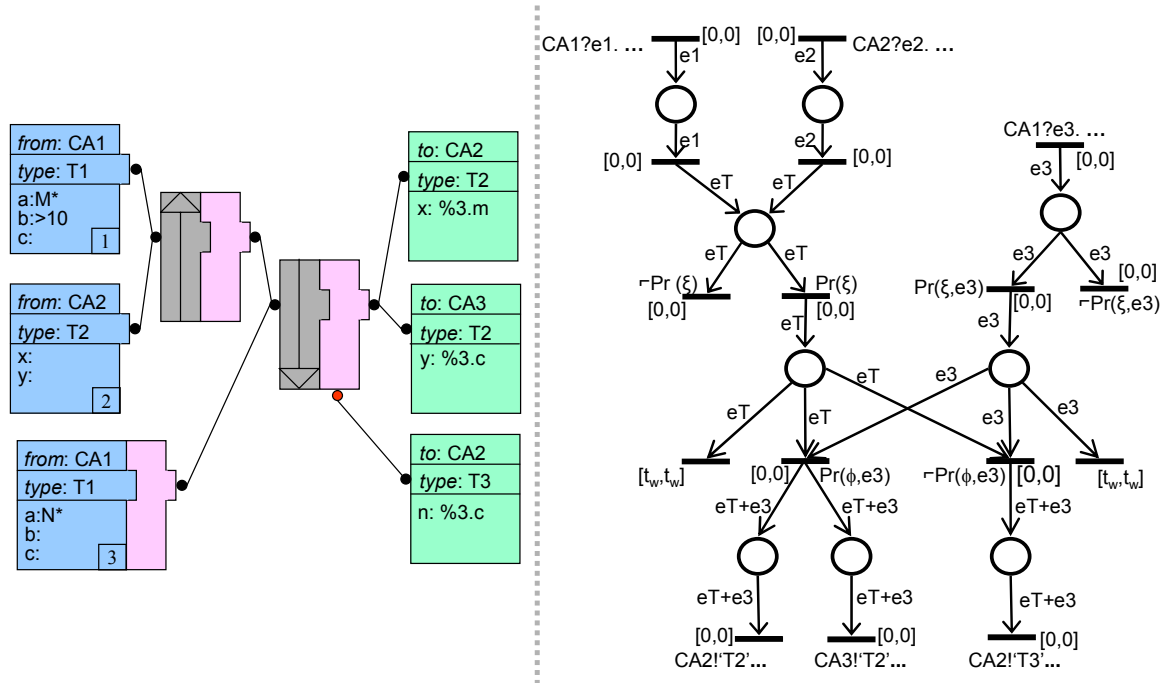 from: CA1
type: T1
a:M*
b:>10
c:
1
from: CA2
type: T2
x:
y:
2
from: CA1
type: T1
a:N*
b:
c:
3
to: CA2
type: T2
x: %3.m
to: CA3
type: T2
y: %3.c
to: CA2
type: T3
n: %3.c
CA1?e1. ...
[0,0]
[0,0]
CA2?e2. ...
e1
e2
e1
e2
[0,0]
[0,0]
CA1?e3. ...
[0,0]
e3
eT
eT
eT
eT
e3
e3
[0,0]
¬Pr (ξ)
[0,0]
Pr(ξ)
[0,0]
Pr(ξ,e3)
[0,0]
¬Pr(ξ,e3)
eT
e3
eT
e3
eT
eT
e3
e3
[tw,tw]
[0,0]
Pr(ϕ,e3)
¬Pr(ϕ,e3)
[0,0]
[tw,tw]
eT+e3
eT+e3
eT+e3
eT+e3
eT+e3
eT+e3
[0,0]
[0,0]
[0,0]
CA2!‘T2’...
CA3!‘T2’...
CA2!‘T3’...